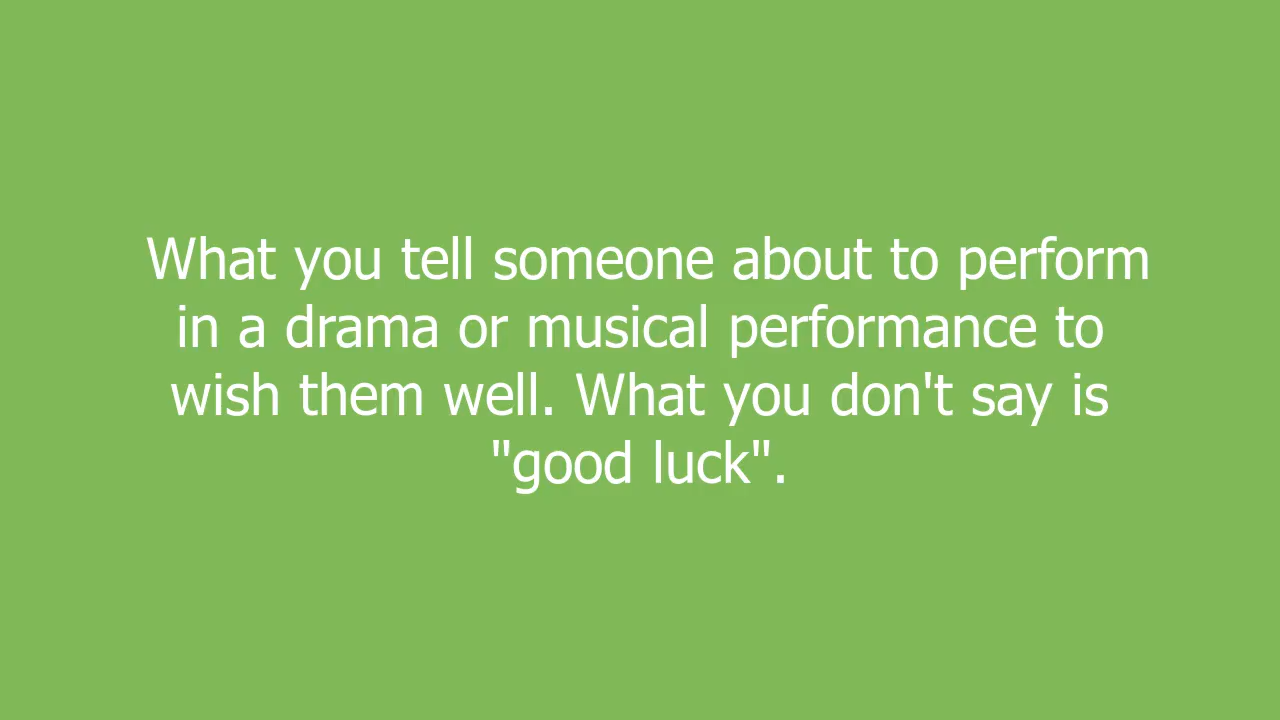 What you tell someone about to perform
in a drama or musical performance to
wish them well. What you don't say is
"good luck".